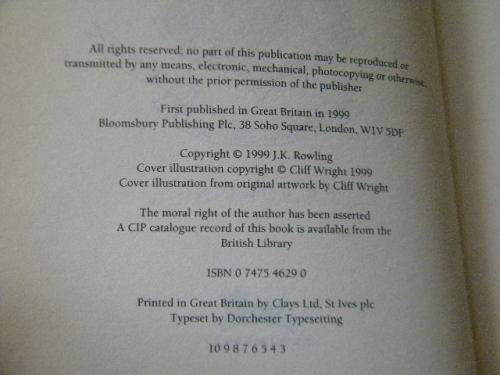 All rights reserved; no part of this publication may be reproduced or
transmitted by any means, electronic, mechanical, photocopying or otherwise,
without the prior permission of the publisher
First published in Great Britain in 1999
Bloomsbury Publishing Plc, 38 Soho Square, London, W1V 5DF
Copyright © 1999 J.K. Rowling
Cover illustration copyright © Cliff Wright 1999
Cover illustration from original artwork by Cliff Wright
The moral right of the author has been asserted
A CIP catalogue record of this book is available from the
British Library
ISBN 0 7475 4629 0
Printed in Great Britain by Clays Ltd, St Ives plc
Typeset by Dorchester Typesetting
10 9 8 7 6 5 4 3